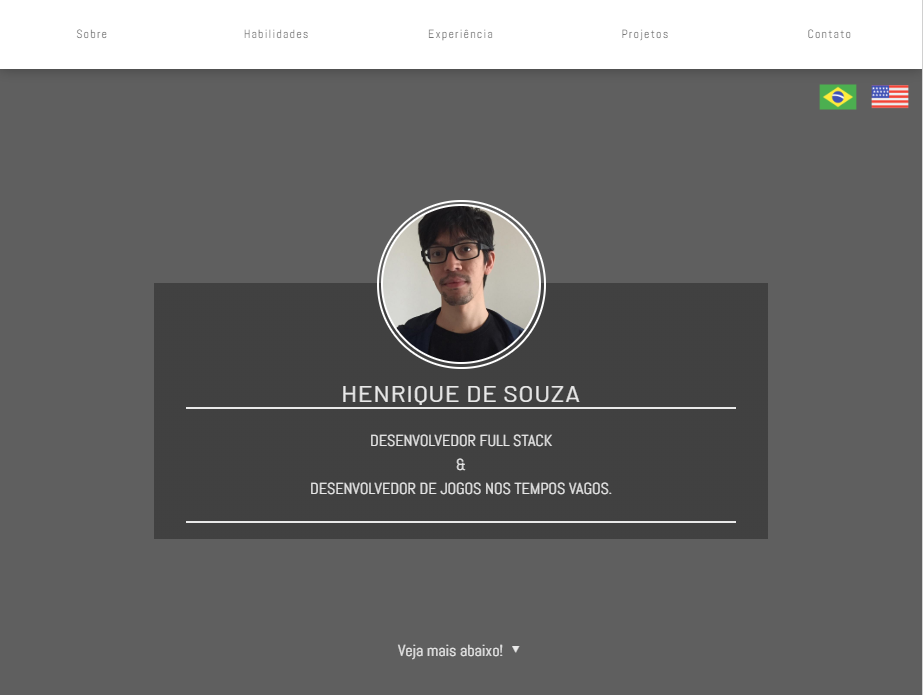 Sobre
Habilidades
Experiência
Projetos
Contato
HENRIQUE DE SOUZA
DESENVOLVEDOR FULL STACK
&
DESENVOLVEDOR DE JOGOS NOS TEMPOS VAGOS.
Veja mais abaixo! ▼